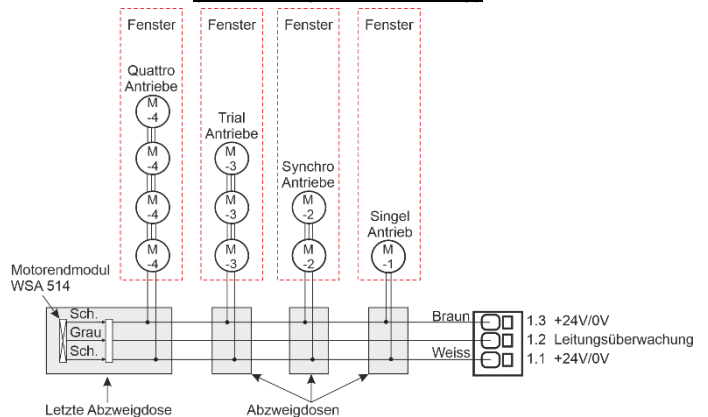 Fenster
Fenster
Fenster
Fenster
Quattro
Antriebe
M
-4
M
-4
M
-4
M
-4
Trial
Antriebe
M
-3
M
-3
M
-3
Synchro
Antriebe
M
-2
M
-2
Singel
Antrieb
M
-1
Motorendmodul
WSA 514
Sch.
Grau
Sch.
Braun
Weiss
1.3 +24V/0V
1.2 Leitungsüberwachung
1.1 +24V/0V
Letzte Abzweigdose
Abzweigdosen